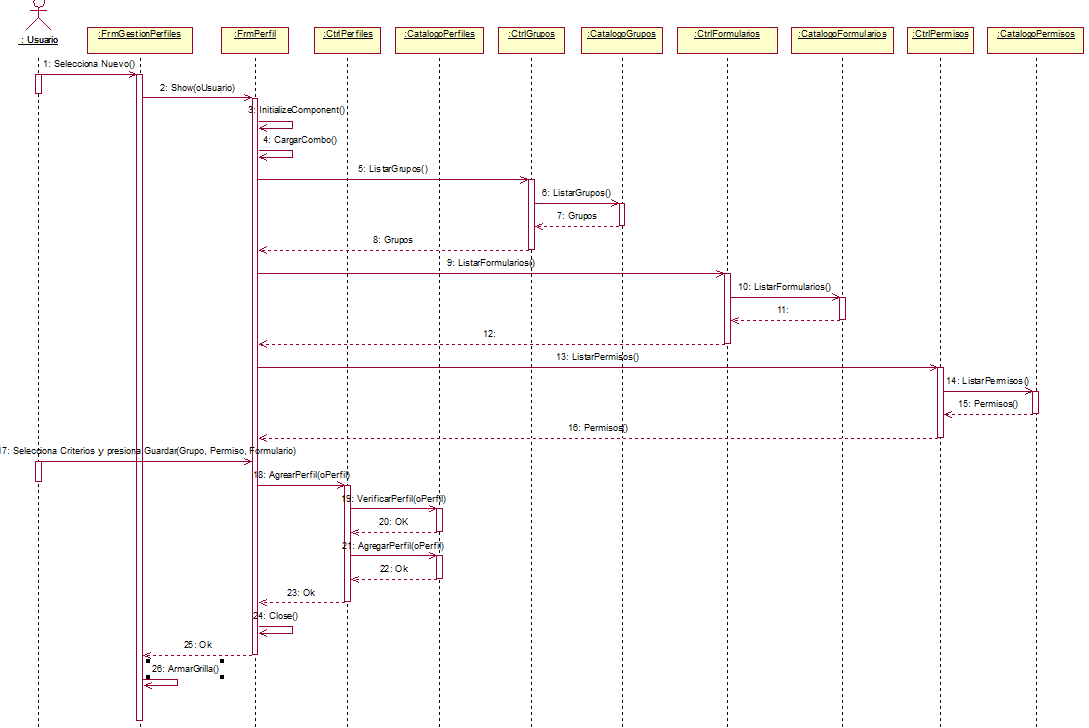 : Usuario
:FrmGestionPerfiles
:FrmPerfil
:CtrlPerfiles
:CatalogoPerfiles
:CtrlGrupos
:CatalogoGrupos
:CtrlFormularios
:CatalogoFormularios
:CtrlPermisos
:CatalogoPermisos
1: Selecciona Nuevo()
2: Show(oUsuario)
3: InitializeComponent()
4: CargarCombo()
5: ListarGrupos()
6: ListarGrupos()
7: Grupos
8: Grupos
9: ListarFormularios()
10: ListarFormularios()
11:
12:
13: ListarPermisos()
14: ListarPermisos()
15: Permisos()
16: Permisos()
17: Selecciona Criterios y presiona Guardar(Grupo, Permiso, Formulario)
18: AgrearPerfil(oPerfil)
19: VerificarPerfil(oPerfil)
20: OK
21: AgregarPerfil(oPerfil)
22: Ok
23: Ok
24: Close()
25: Ok
26: ArmarGrilla()